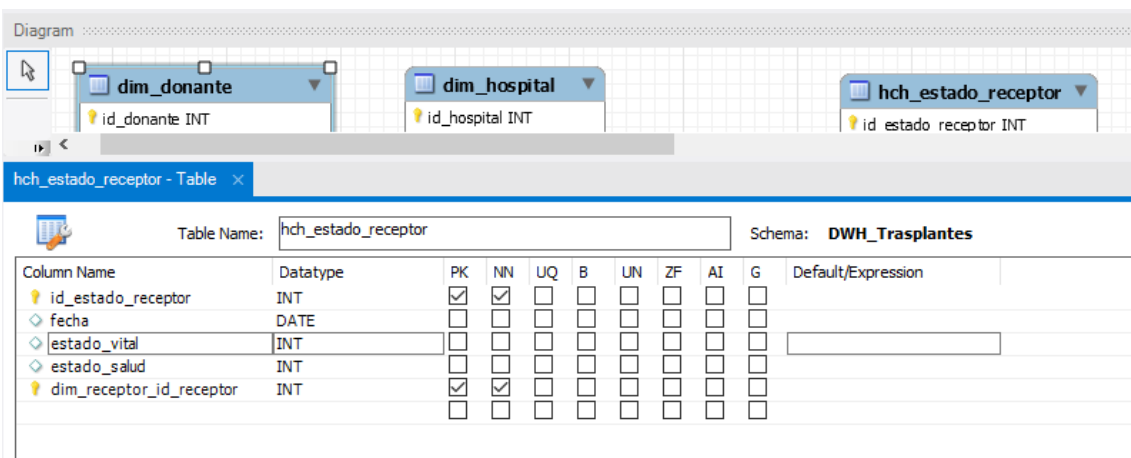 Diagram
dim_donante
id_donante INT
dim_hospital
id_hospital INT
hch_estado_receptor
id_estado_receptor INT
hch_estado_receptor - Table
Table Name: hch_estado_receptor Schema: DWH_Trasplantes
Column Name Datatype PK NN UQ B UN ZF AI G Default/Expression
id_estado_receptor INT
fecha DATE
estado_vital INT
estado_salud INT
dim_receptor_id_receptor INT